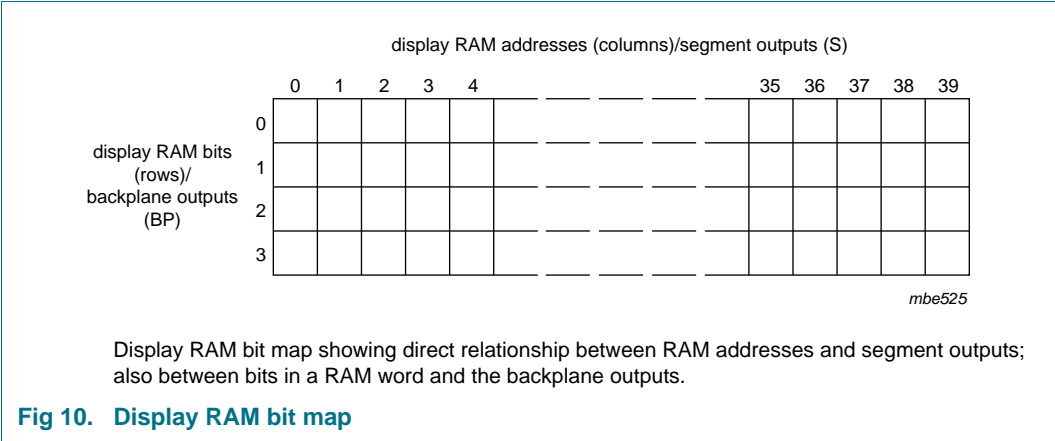 display RAM addresses (columns)/segment outputs (S)
0 1 2 3 4 35 36 37 38 39
0
display RAM bits
1
(rows)/
backplane outputs
2
(BP)
3
mbe525
Display RAM bit map showing direct relationship between RAM addresses and segment outputs;
also between bits in a RAM word and the backplane outputs.
Fig 10. Display RAM bit map